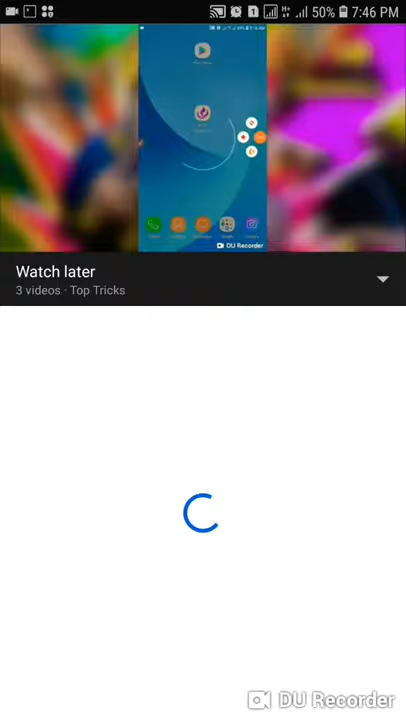 50% 7:46 PM
DU Recorder
Watch later
3 videos · Top Tricks
DU Recorder